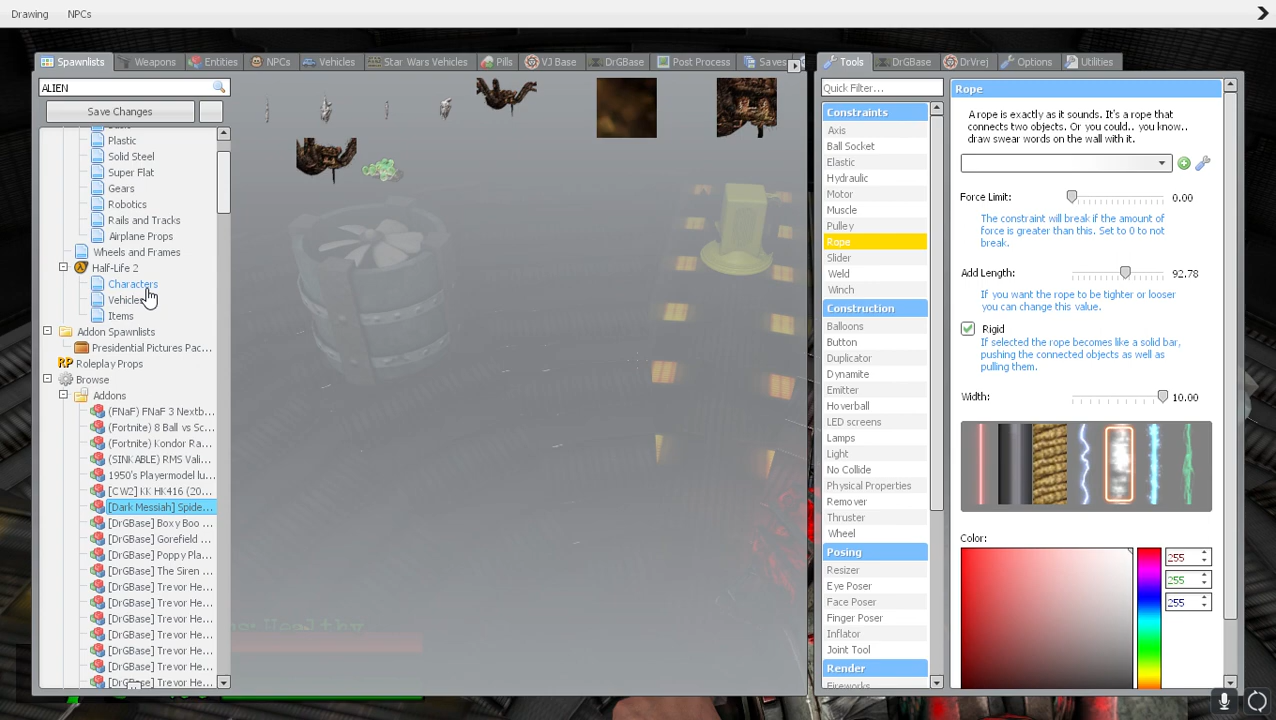 Drawing NPCs
Spawnlists Weapons Entities NPCs Vehicles Star Wars Vehicles Pills VJ Base DrGBase Post Process Saves
Tools DrGBase DrVrej Options Utilities
ALIEN
Save Changes
Plastic
Solid Steel
Super Flat
Gears
Robotics
Rails and Tracks
Airplane Props
Wheels and Frames
Half-Life 2
Characters
Vehicles
Items
Addon Spawnlists
Presidential Pictures Pac...
RP Roleplay Props
Browse
Addons
(FNaF) FNaF 3 Nextb...
(Fortnite) 8 Ball vs Sc...
(Fortnite) Kondor Ra...
(SINKABLE) RMS Vali...
1950's Playermodel lu...
[CW2] KK HK416 (20...
[Dark Messiah] Spide...
[DrGBase] Boxy Boo ...
[DrGBase] Gorefield ...
[DrGBase] Poppy Pla...
[DrGBase] The Siren ...
[DrGBase] Trevor He...
[DrGBase] Trevor He...
[DrGBase] Trevor He...
[DrGBase] Trevor He...
[DrGBase] Trevor He...
[DrGBase] Trevor He...
[DrGBase] Trevor He...
Healthy
Quick Filter...
Constraints
Axis
Ball Socket
Elastic
Hydraulic
Motor
Muscle
Pulley
Rope
Slider
Weld
Winch
Construction
Balloons
Button
Duplicator
Dynamite
Emitter
Hoverball
LED screens
Lamps
Light
No Collide
Physical Properties
Remover
Thruster
Wheel
Posing
Resizer
Eye Poser
Face Poser
Finger Poser
Inflator
Joint Tool
Render
Fireworks
Rope
A rope is exactly as it sounds. It's a rope that
connects two objects. Or you could.. you know..
draw swear words on the wall with it.
Force Limit: 0.00
The constraint will break if the amount of
force is greater than this. Set to 0 to not
break.
Add Length: 92.78
If you want the rope to be tighter or looser
you can change this value.
Rigid
If selected the rope becomes like a solid bar,
pushing the connected objects as well as
pulling them.
Width: 10.00
Color:
255
255
255